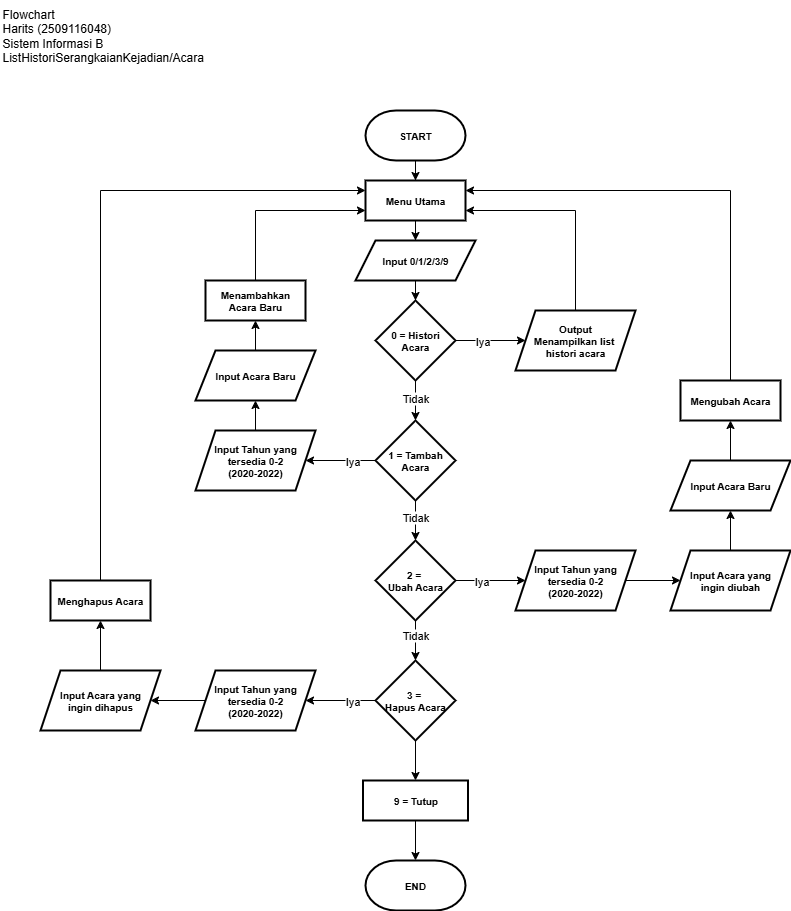 Flowchart
Harits (2509116048)
Sistem Informasi B
ListHistoriSerangkaianKejadian/Acara
START
Menu Utama
Input 0/1/2/3/9
0 = Histori
Acara
Iya
Output
Menampilkan list
histori acara
Tidak
1 = Tambah
Acara
Iya
Input Tahun yang
tersedia 0-2
(2020-2022)
Input Acara Baru
Menambahkan
Acara Baru
Tidak
2 =
Ubah Acara
Iya
Input Tahun yang
tersedia 0-2
(2020-2022)
Input Acara yang
ingin diubah
Input Acara Baru
Mengubah Acara
Tidak
3 =
Hapus Acara
Iya
Input Tahun yang
tersedia 0-2
(2020-2022)
Input Acara yang
ingin dihapus
Menghapus Acara
9 = Tutup
END